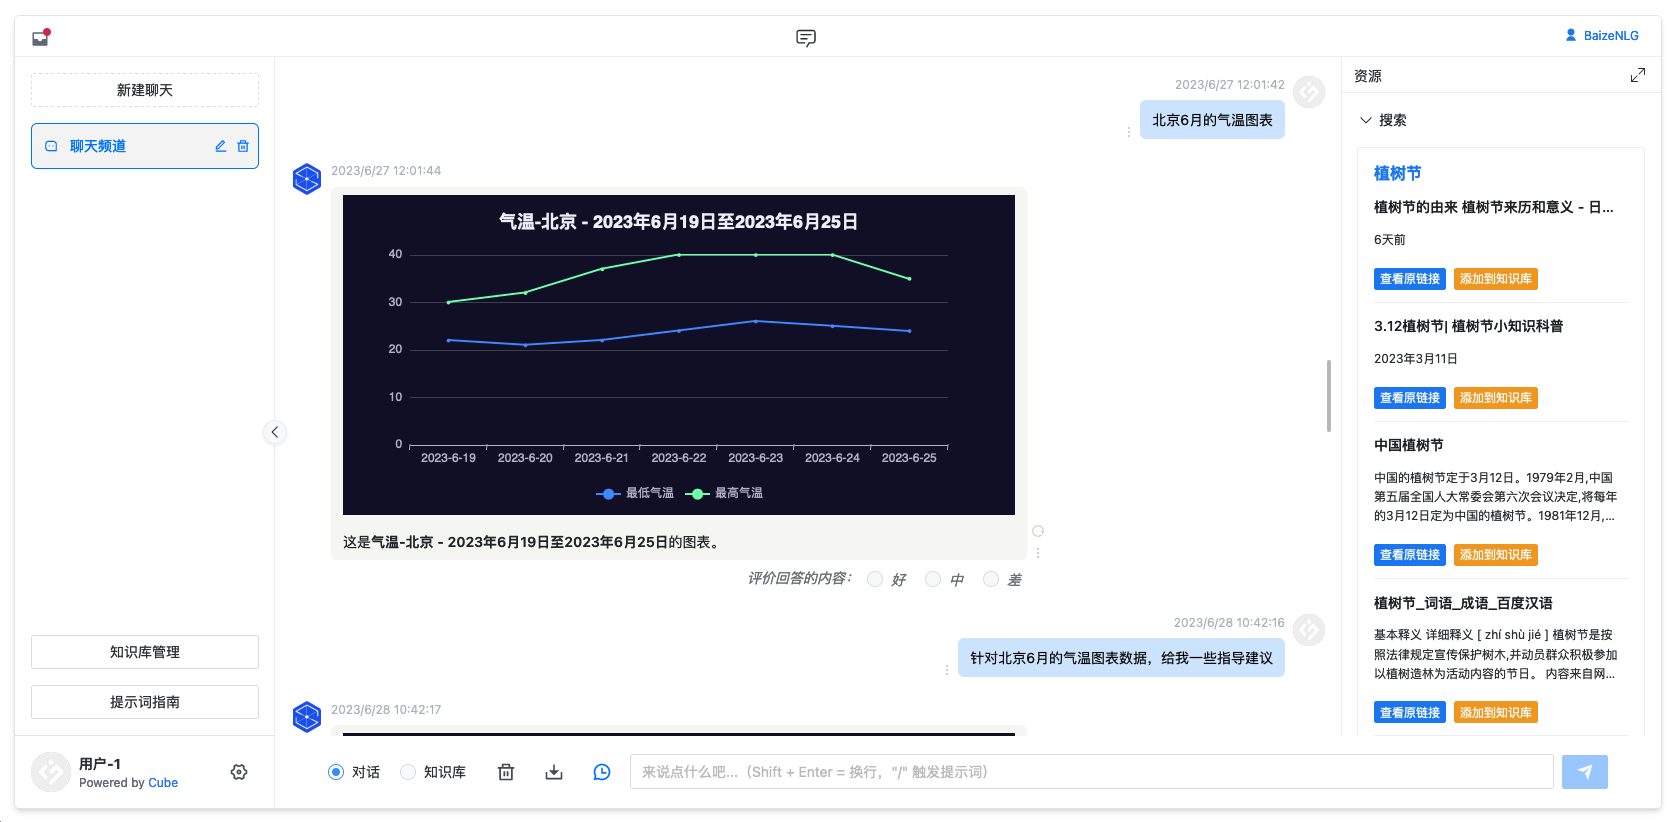 BaizeNLG
新建聊天
聊天频道
知识库管理
提示词指南
用户-1
Powered by Cube
2023/6/27 12:01:42
北京6月的气温图表
2023/6/27 12:01:44
气温-北京 - 2023年6月19日至2023年6月25日
40
30
20
10
0
2023-6-19 2023-6-20 2023-6-21 2023-6-22 2023-6-23 2023-6-24 2023-6-25
最低气温 最高气温
这是气温-北京 - 2023年6月19日至2023年6月25日的图表。
评价回答的内容： 好 中 差
2023/6/28 10:42:16
针对北京6月的气温图表数据，给我一些指导建议
2023/6/28 10:42:17
对话 知识库
来说点什么吧...（Shift + Enter = 换行，"/" 触发提示词）
资源
搜索
植树节
植树节的由来 植树节来历和意义 - 日...
6天前
查看原链接 添加到知识库
3.12植树节| 植树节小知识科普
2023年3月11日
查看原链接 添加到知识库
中国植树节
中国的植树节定于3月12日。1979年2月,中国
第五届全国人大常委会第六次会议决定,将每年
的3月12日定为中国的植树节。1981年12月,...
查看原链接 添加到知识库
植树节_词语_成语_百度汉语
基本释义 详细释义 [ zhí shù jié ] 植树节是按
照法律规定宣传保护树木,并动员群众积极参加
以植树造林为活动内容的节日。 内容来自网...
查看原链接 添加到知识库